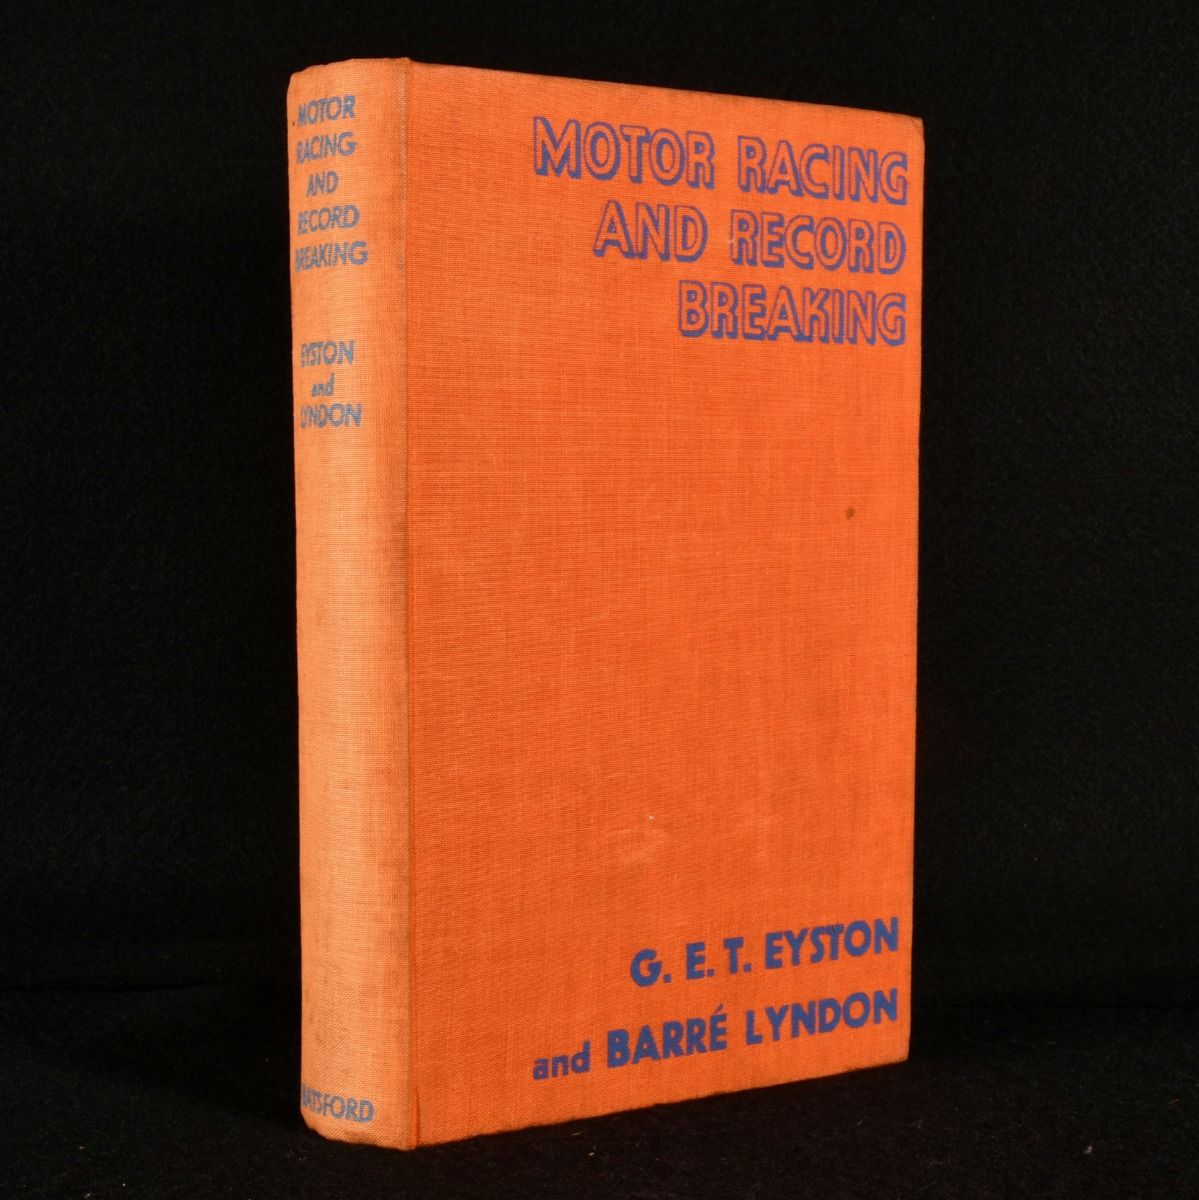 MOTOR
RACING
AND
RECORD
BREAKING
EYSTON
and
LYNDON
BATSFORD
MOTOR RACING
AND RECORD
BREAKING
G. E. T. EYSTON
and BARRÉ LYNDON